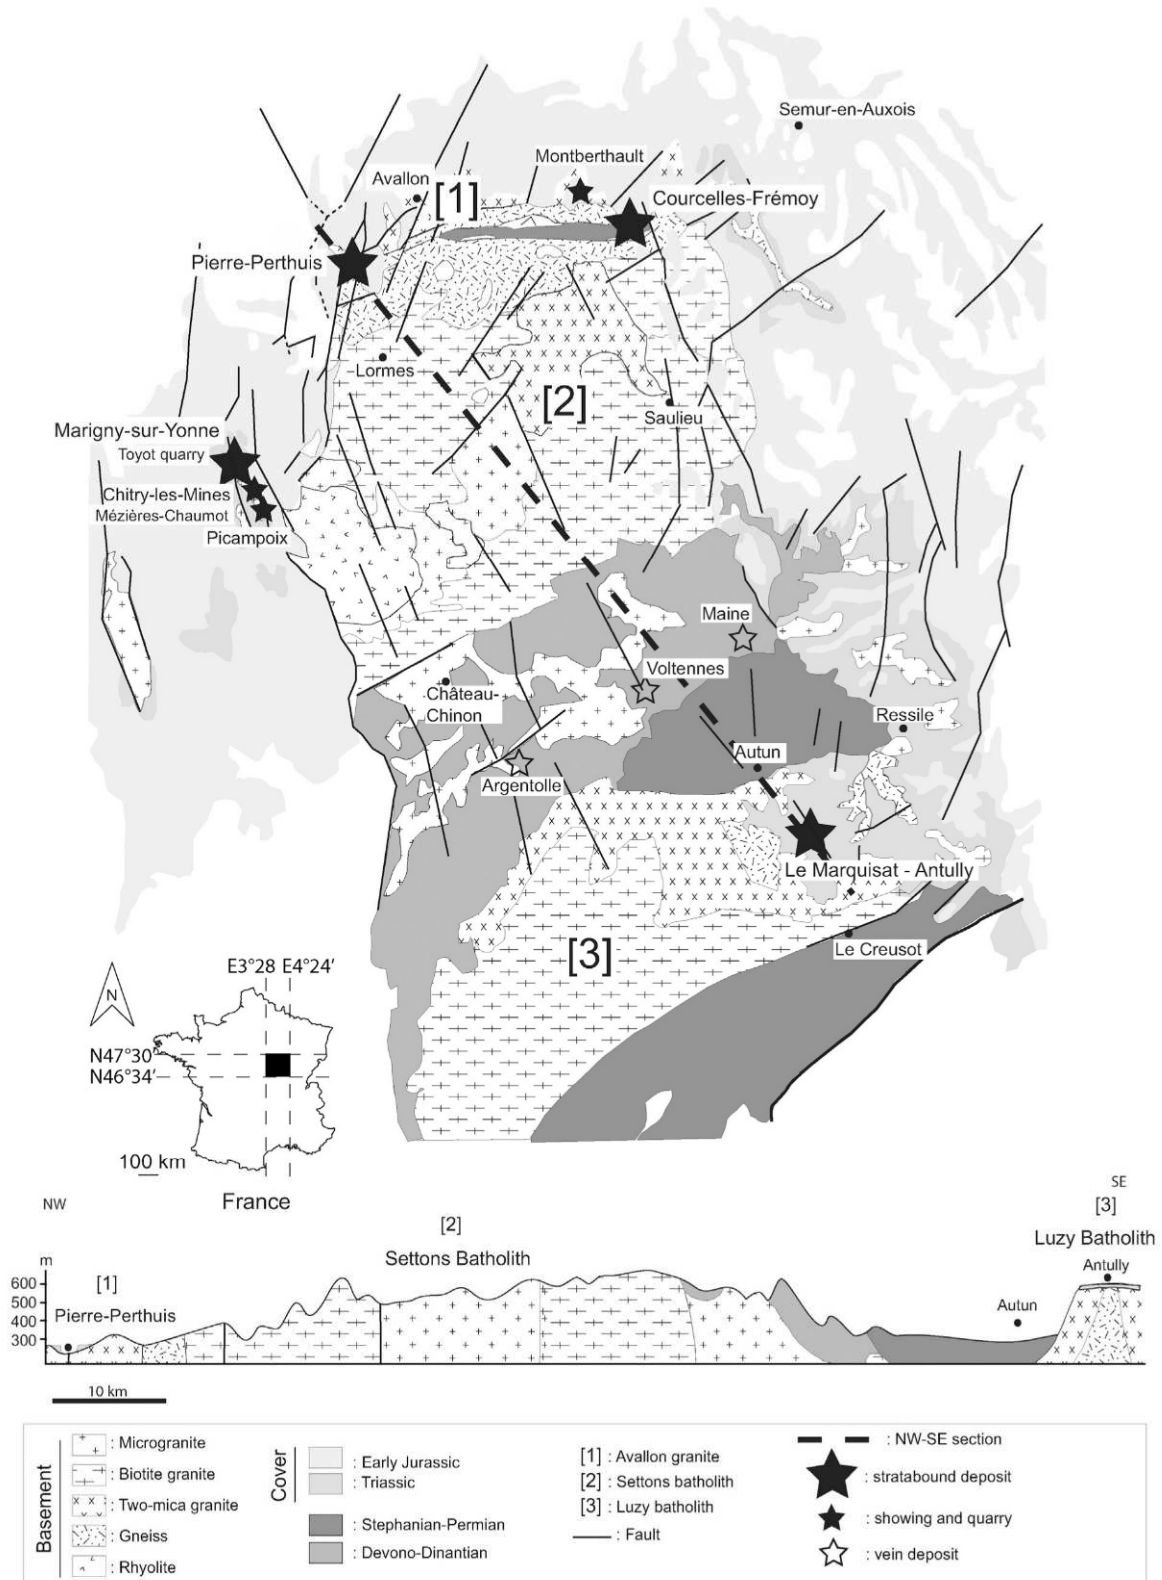 Semur-en-Auxois
Montberthault
Avallon
[1]
Courcelles-Frémoy
Pierre-Perthuis
Lormes
[2]
Saulieu
Marigny-sur-Yonne
Toyot quarry
Chitry-les-Mines
Mézières-Chaumot
Picampoix
Maine
Voltennes
Château-
Chinon
Ressile
Autun
Argentolle
Le Marquisat - Antully
[3]
Le Creusot
E3°28 E4°24′
N
N47°30′
N46°34′
100 km
France
NW
SE
[2]
[3]
Settons Batholith
Luzy Batholith
m
Antully
600
[1]
500
Pierre-Perthuis
Autun
400
300
10 km
Basement
: Microgranite
: Biotite granite
: Two-mica granite
: Gneiss
: Rhyolite
Cover
: Early Jurassic
: Triassic
: Stephanian-Permian
: Devono-Dinantian
[1] : Avallon granite
[2] : Settons batholith
[3] : Luzy batholith
: Fault
: NW-SE section
: stratabound deposit
: showing and quarry
: vein deposit